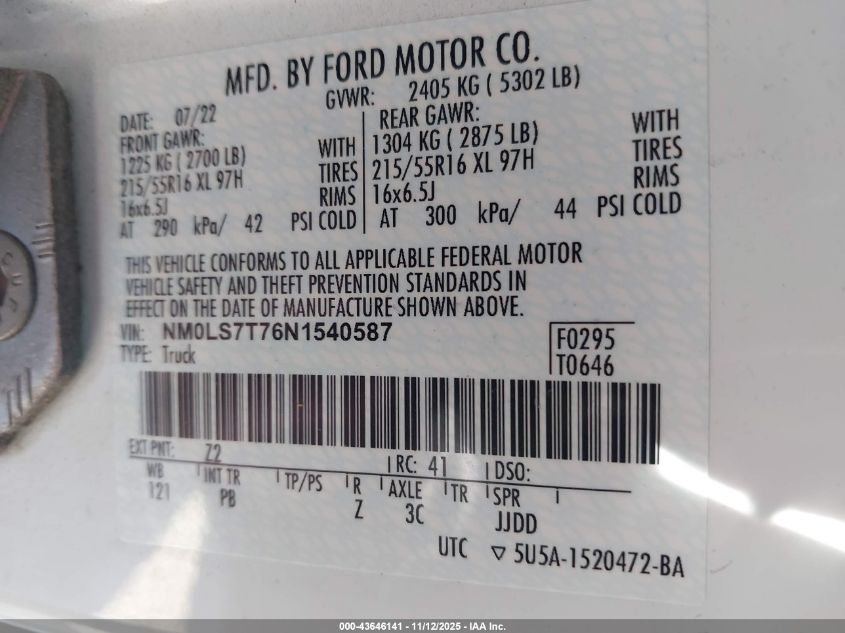 MFD. BY FORD MOTOR CO.
DATE: 07/22 GVWR: 2405 KG ( 5302 LB)
FRONT GAWR: REAR GAWR:
1225 KG ( 2700 LB) WITH 1304 KG ( 2875 LB) WITH
215/55R16 XL 97H TIRES 215/55R16 XL 97H TIRES
16x6.5J RIMS 16x6.5J RIMS
AT 290 kPa/ 42 PSI COLD AT 300 kPa/ 44 PSI COLD
THIS VEHICLE CONFORMS TO ALL APPLICABLE FEDERAL MOTOR
VEHICLE SAFETY AND THEFT PREVENTION STANDARDS IN
EFFECT ON THE DATE OF MANUFACTURE SHOWN ABOVE.
VIN: NM0LS7T76N1540587 F0295
TYPE: Truck T0646
EXT PNT: Z2 RC: 41 DSO:
WB INT TR TP/PS R AXLE TR SPR
121 PB Z 3C JJDD
UTC ▽ 5U5A-1520472-BA
000-43646141 - 11/12/2025 - IAA Inc.